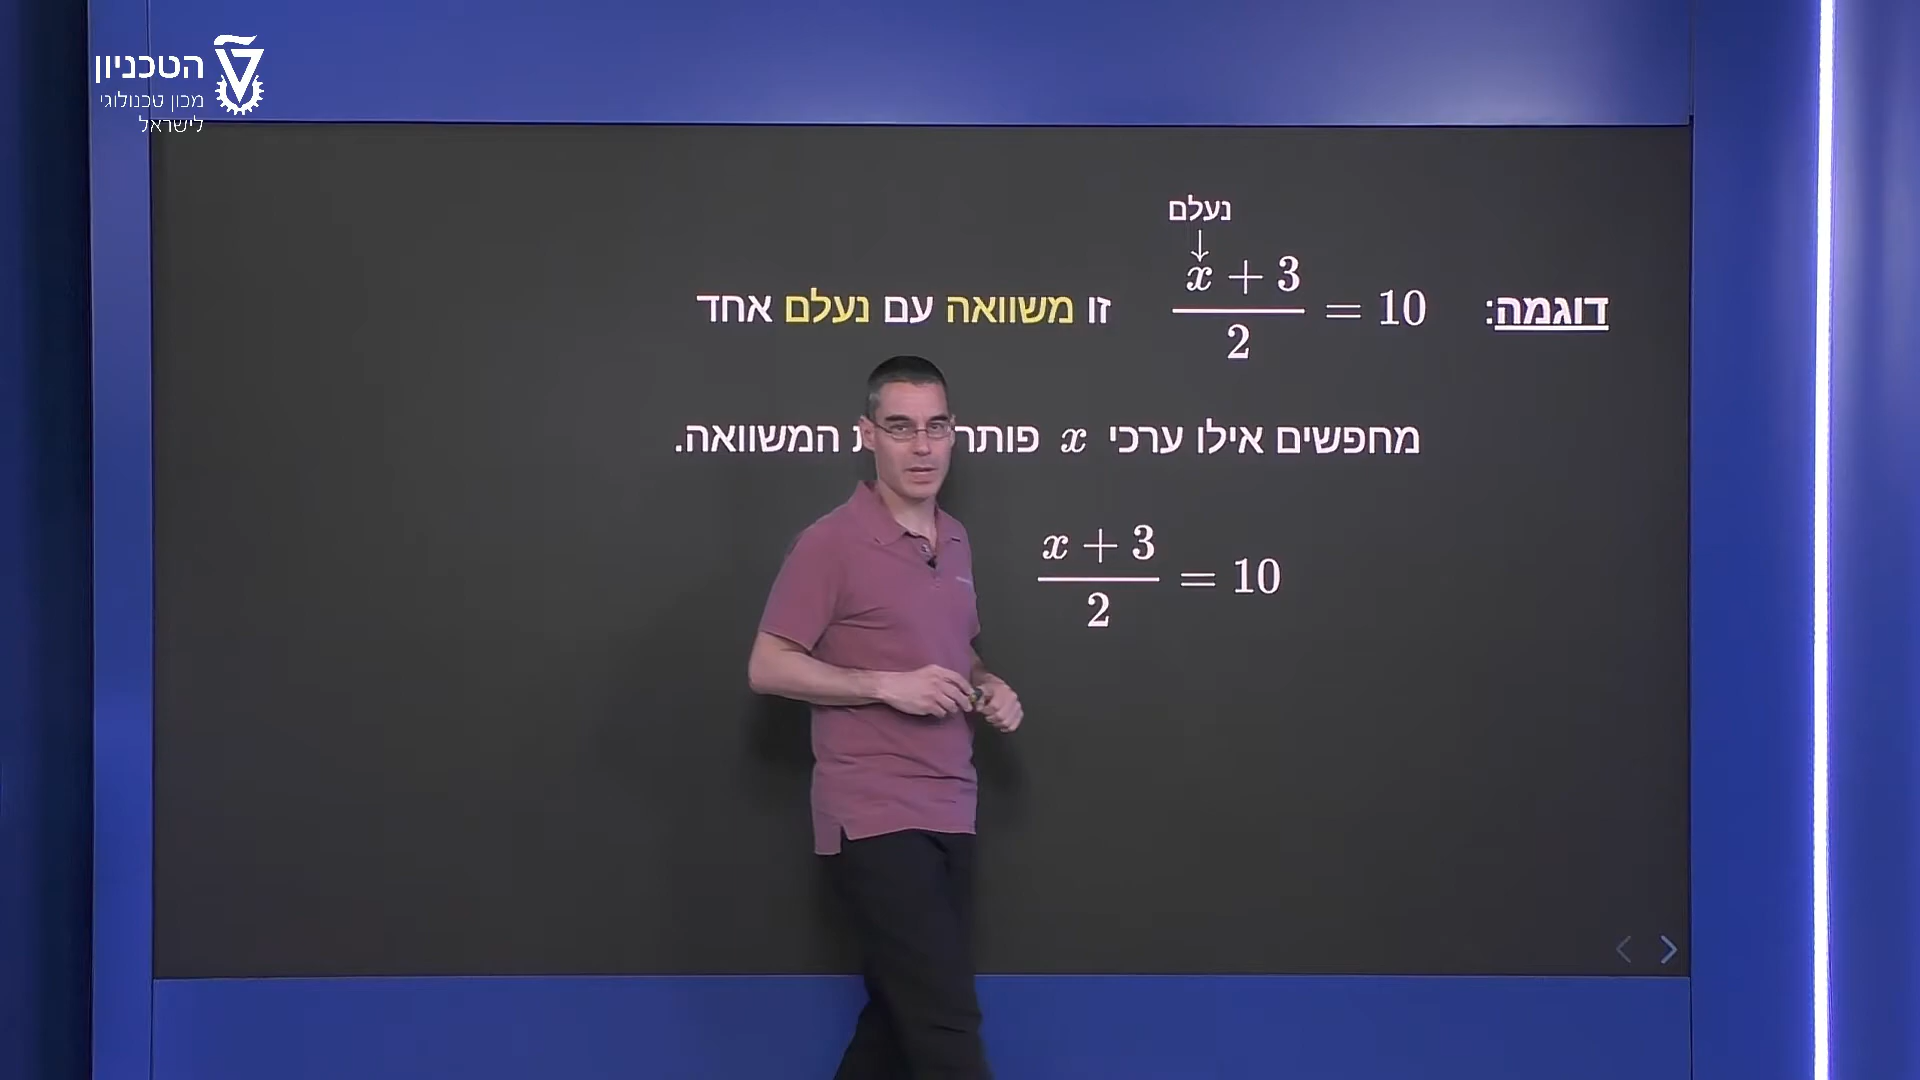 הטכניון
מכון טכנולוגי
לישראל
נעלם
↓
דוגמה: (x + 3)/2 = 10 זו משוואה עם נעלם אחד
מחפשים אילו ערכי x המשוואה.
(x + 3)/2 = 10